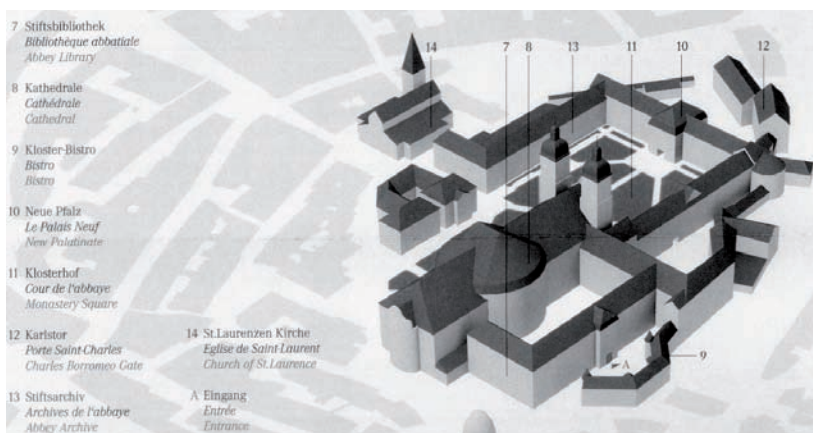 7 Stiftsbibliothek
Bibliothèque abbatiale
Abbey Library
8 Kathedrale
Cathédrale
Cathedral
9 Kloster-Bistro
Bistro
Bistro
10 Neue Pfalz
Le Palais Neuf
New Palatinate
11 Klosterhof
Cour de l'abbaye
Monastery Square
12 Karlstor
Porte Saint-Charles
Charles Borromeo Gate
13 Stiftsarchiv
Archives de l'abbaye
Abbey Archive
14 St.Laurenzen Kirche
Eglise de Saint-Laurent
Church of St.Laurence
A Eingang
Entrée
Entrance
14 7 8 13 11 10 12
A
9